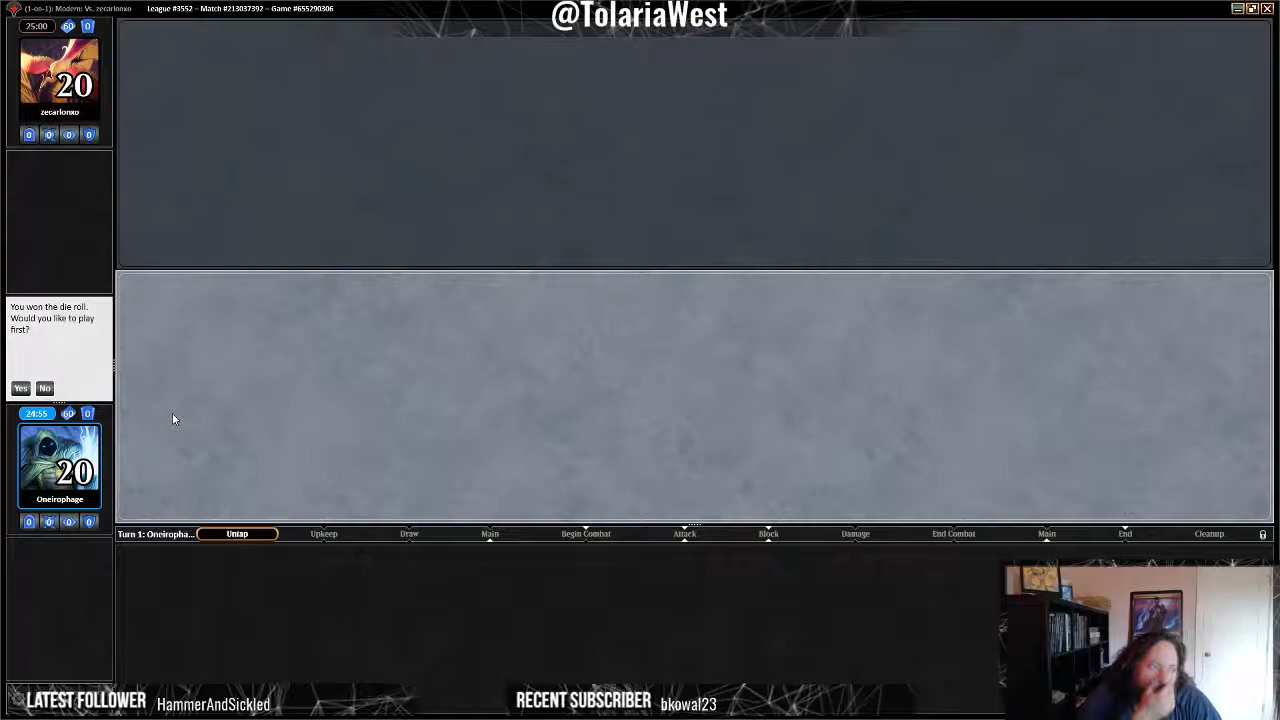 (1-on-1): Modern: Vs. zecarlonxo League #3552 – Match #213037392 – Game #655290306
@TolariaWest
25:00 60 0
20
zecarlonxo
0 0 0 0
You won the die roll.
Would you like to play
first?
Yes No
24:55 60 0
20
Oneirophage
0 0 0 0
Turn 1: Oneiropha... Untap Upkeep Draw Main Begin Combat Attack Block Damage End Combat Main End Cleanup
LATEST FOLLOWER HammerAndSickled RECENT SUBSCRIBER bkowal23